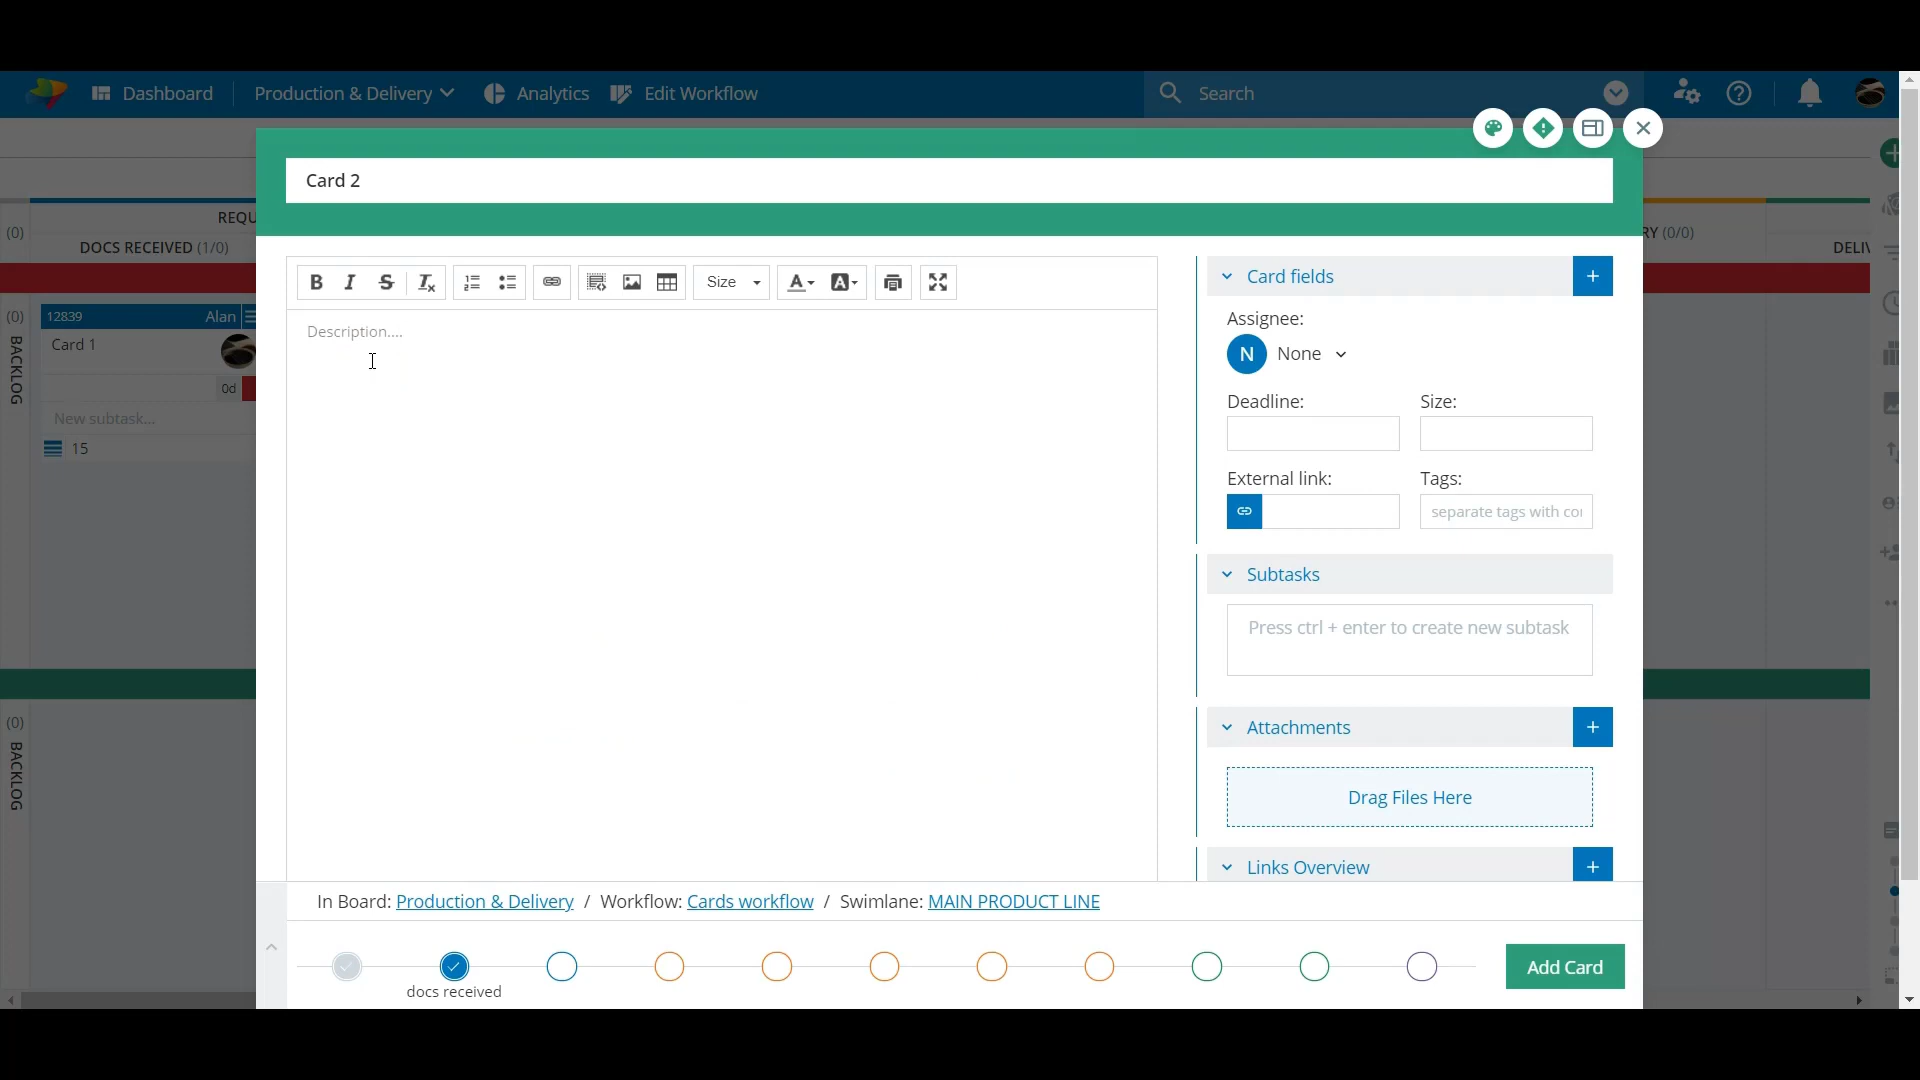 Dashboard
Production & Delivery
Analytics
Edit Workflow
Search
Card 2
REQU
(0)
DOCS RECEIVED (1/0)
RY (0/0)
DELIV
(0)
BACKLOG
12839
Alan
Card 1
0d
New subtask...
15
(0)
BACKLOG
B I S Ix
Size
A
A
Description....
Card fields
+
Assignee:
N
None
Deadline:
Size:
External link:
Tags:
separate tags with co
Subtasks
Press ctrl + enter to create new subtask
Attachments
+
Drag Files Here
Links Overview
+
In Board: Production & Delivery / Workflow: Cards workflow / Swimlane: MAIN PRODUCT LINE
docs received
Add Card